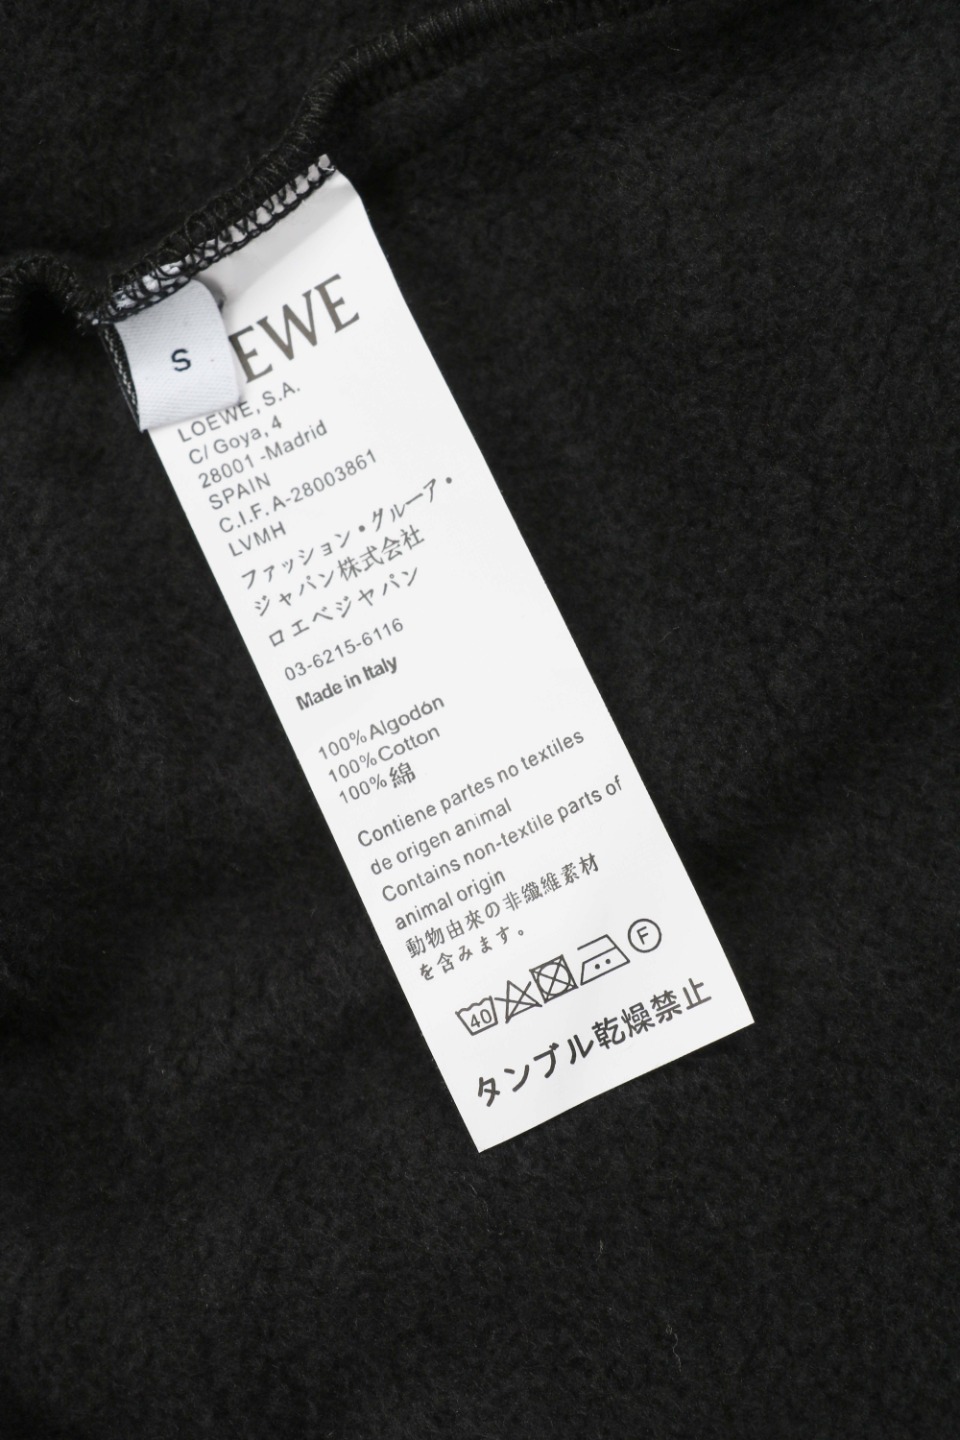 S
EWE
LOEWE, S.A.
C/ Goya, 4
28001 -Madrid
SPAIN
C.I.F. A-28003861
LVMH
ファッション・グルーア・
ジャパン株式会社
ロエベジャパン
03-6215-6116
Made in Italy
100% Algodón
100% Cotton
100% 綿
Contiene partes no textiles
de origen animal
Contains non-textile parts of
animal origin
動物由来の非繊維素材
を含みます。
40
F
タンブル乾燥禁止